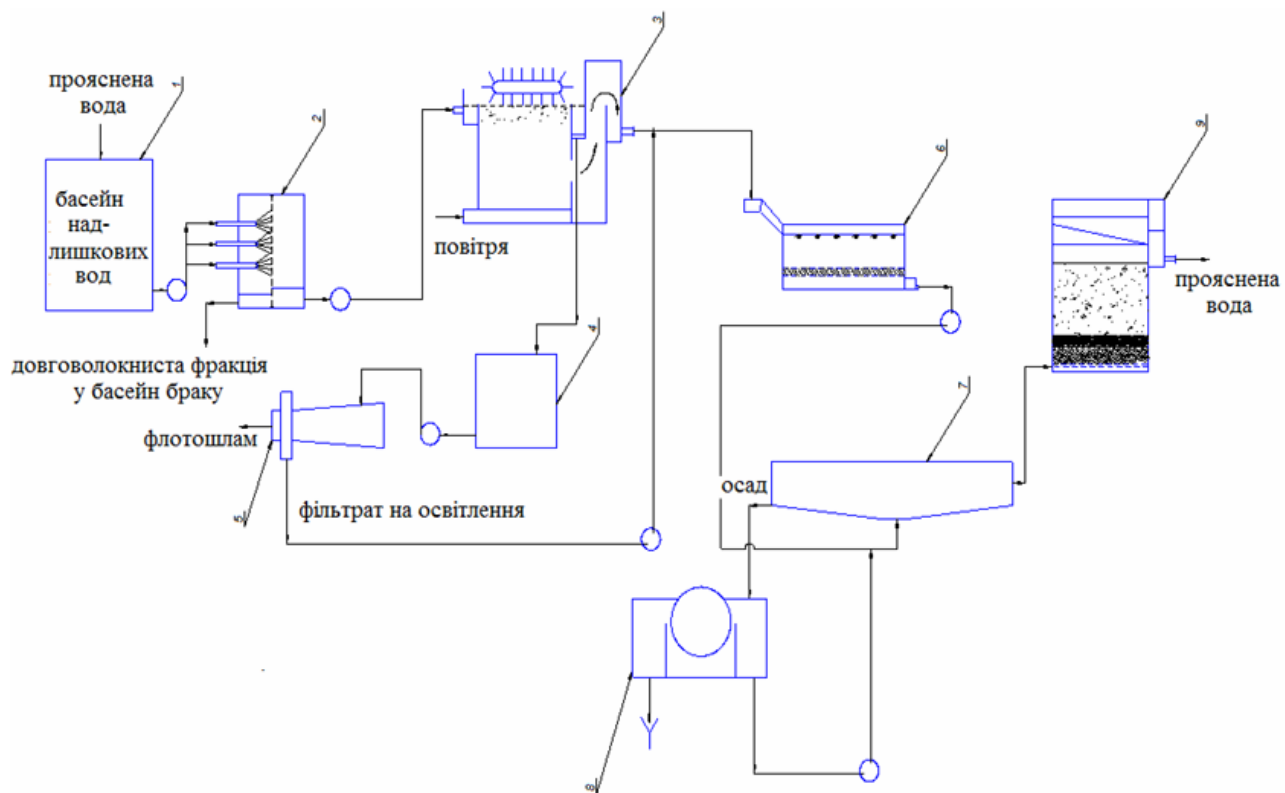 прояснена
вода
1
басейн
над-
лишкових
вод
2
довговолокниста фракція
у басейн браку
3
повітря
4
флотошлам
5
фільтрат на освітлення
6
осад
7
8
9
прояснена
вода